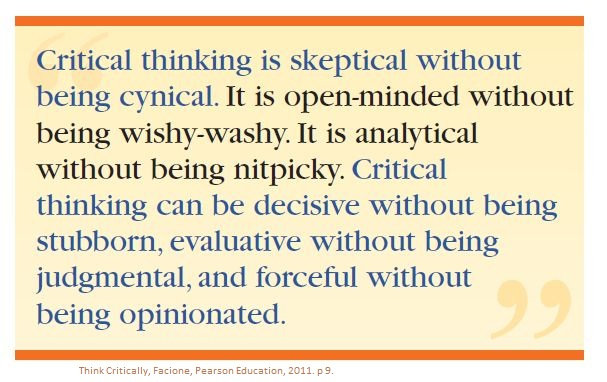 Critical thinking is skeptical without
being cynical. It is open-minded without
being wishy-washy. It is analytical
without being nitpicky. Critical
thinking can be decisive without being
stubborn, evaluative without being
judgmental, and forceful without
being opinionated.
Think Critically, Facione, Pearson Education, 2011. p 9.